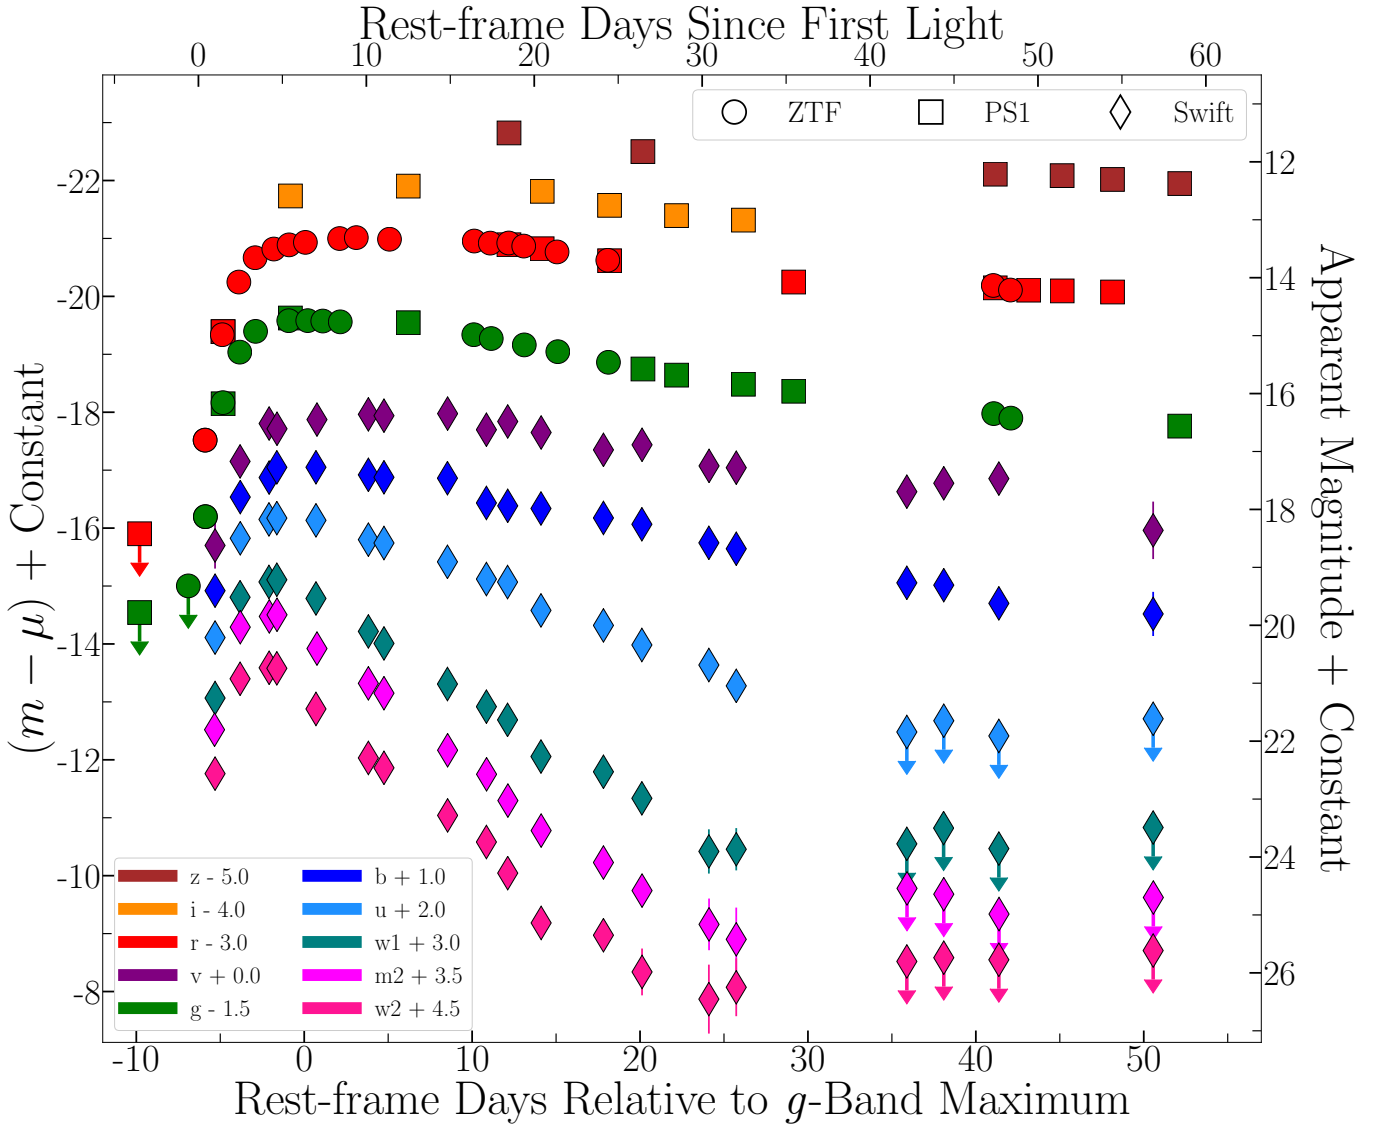 Rest-frame Days Since First Light
0 10 20 30 40 50 60
ZTF PS1 Swift
(m − μ) + Constant
-22
-20
-18
-16
-14
-12
-10
-8
12
14
16
18
20
22
24
26
Apparent Magnitude + Constant
z - 5.0
i - 4.0
r - 3.0
v + 0.0
g - 1.5
b + 1.0
u + 2.0
w1 + 3.0
m2 + 3.5
w2 + 4.5
-10 0 10 20 30 40 50
Rest-frame Days Relative to g-Band Maximum